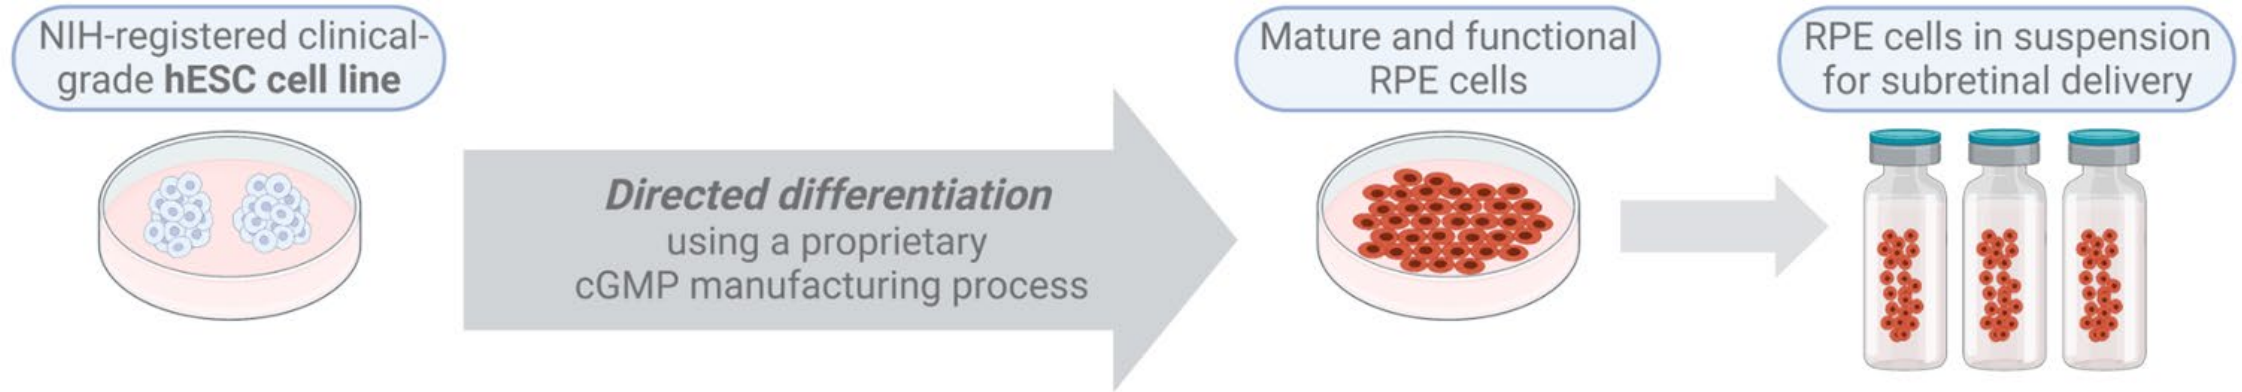 NIH-registered clinical-
grade hESC cell line
Directed differentiation
using a proprietary
cGMP manufacturing process
Mature and functional
RPE cells
RPE cells in suspension
for subretinal delivery